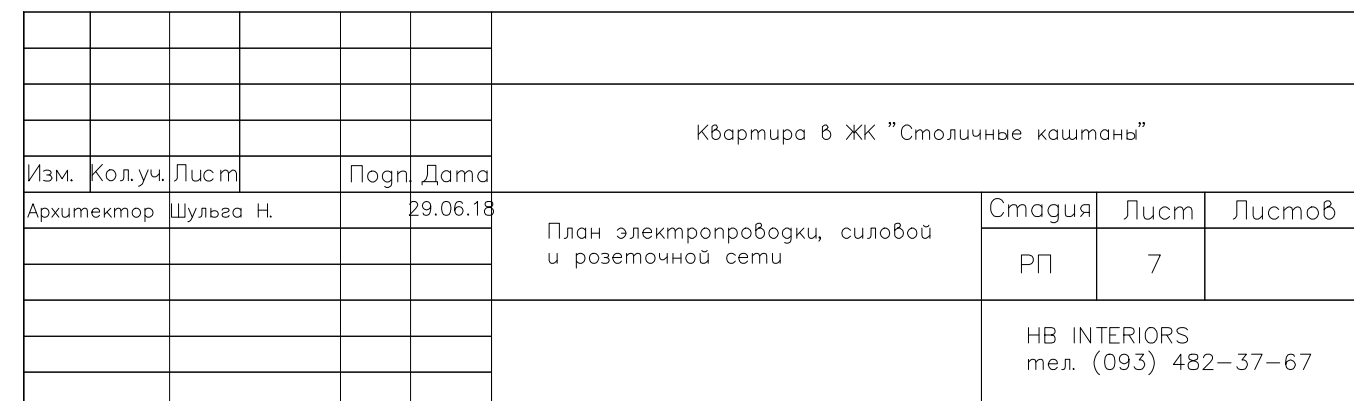 Квартира в ЖК "Столичные каштаны"
Изм. Кол.уч. Лист Подп. Дата
Архитектор Шульга Н. 29.06.18
План электропроводки, силовой
и розеточной сети
Стадия Лист Листов
РП 7
HB INTERIORS
тел. (093) 482-37-67